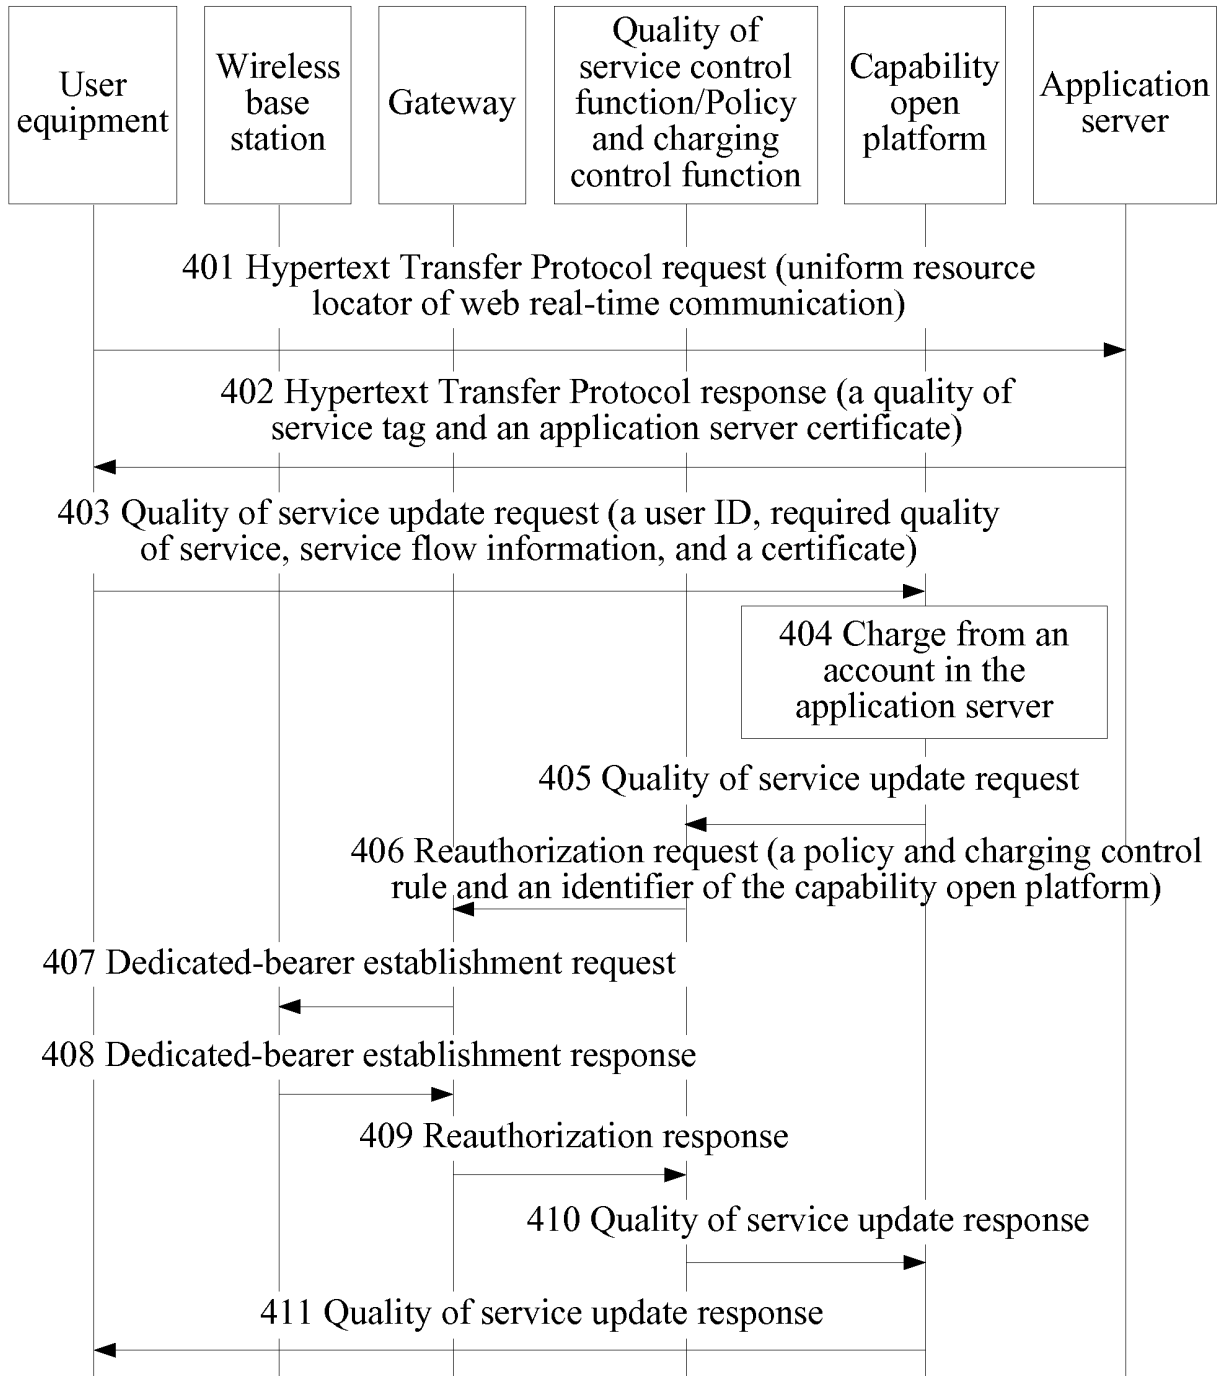 User
equipment
Wireless
base
station
Gateway
Quality of
service control
function/Policy
and charging
control function
Capability
open
platform
Application
server
401 Hypertext Transfer Protocol request (uniform resource
locator of web real-time communication)
402 Hypertext Transfer Protocol response (a quality of
service tag and an application server certificate)
403 Quality of service update request (a user ID, required quality
of service, service flow information, and a certificate)
404 Charge from an
account in the
application server
405 Quality of service update request
406 Reauthorization request (a policy and charging control
rule and an identifier of the capability open platform)
407 Dedicated-bearer establishment request
408 Dedicated-bearer establishment response
409 Reauthorization response
410 Quality of service update response
411 Quality of service update response